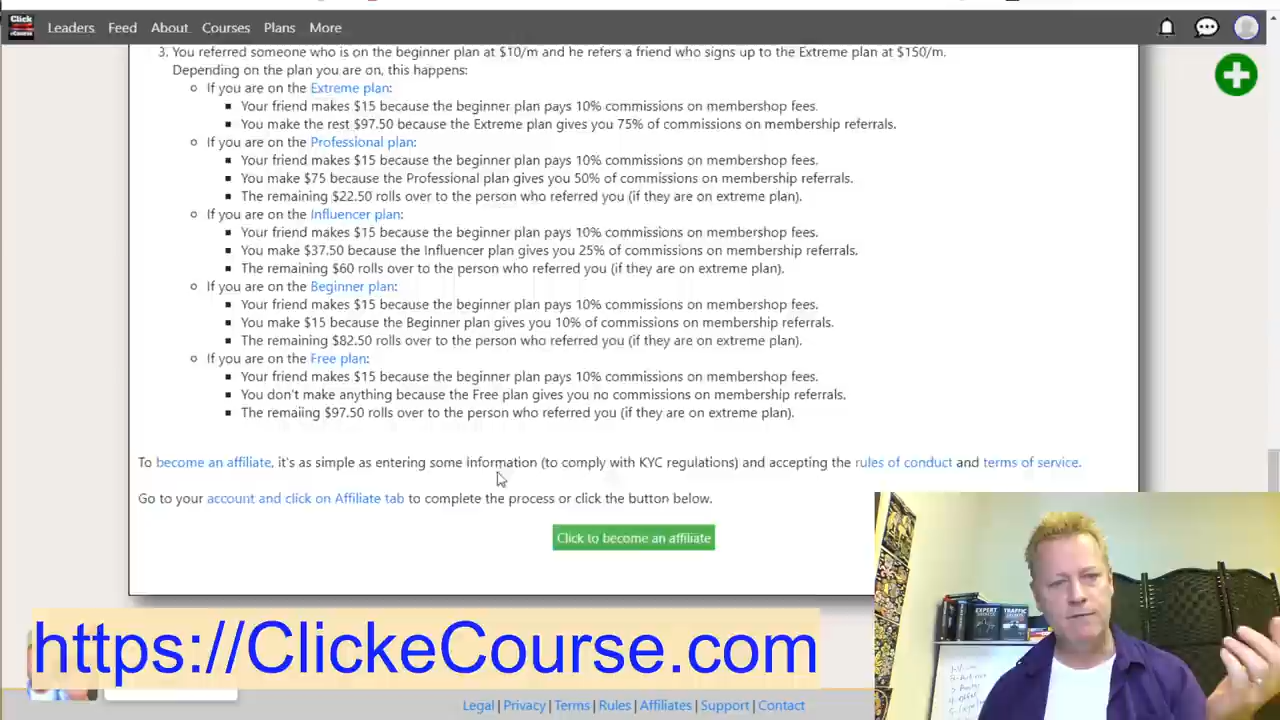 Click eCourse
Leaders Feed About Courses Plans More
3. You referred someone who is on the beginner plan at $10/m and he refers a friend who signs up to the Extreme plan at $150/m.
Depending on the plan you are on, this happens:
If you are on the Extreme plan:
Your friend makes $15 because the beginner plan pays 10% commissions on membershop fees.
You make the rest $97.50 because the Extreme plan gives you 75% of commissions on membership referrals.
If you are on the Professional plan:
Your friend makes $15 because the beginner plan pays 10% commissions on membershop fees.
You make $75 because the Professional plan gives you 50% of commissions on membership referrals.
The remaining $22.50 rolls over to the person who referred you (if they are on extreme plan).
If you are on the Influencer plan:
Your friend makes $15 because the beginner plan pays 10% commissions on membershop fees.
You make $37.50 because the Influencer plan gives you 25% of commissions on membership referrals.
The remaining $60 rolls over to the person who referred you (if they are on extreme plan).
If you are on the Beginner plan:
Your friend makes $15 because the beginner plan pays 10% commissions on membershop fees.
You make $15 because the Beginner plan gives you 10% of commissions on membership referrals.
The remaining $82.50 rolls over to the person who referred you (if they are on extreme plan).
If you are on the Free plan:
Your friend makes $15 because the beginner plan pays 10% commissions on membershop fees.
You don't make anything because the Free plan gives you no commissions on membership referrals.
The remaiing $97.50 rolls over to the person who referred you (if they are on extreme plan).
To become an affiliate, it's as simple as entering some information (to comply with KYC regulations) and accepting the rules of conduct and terms of service.
Go to your account and click on Affiliate tab to complete the process or click the button below.
Click to become an affiliate
EXPERT SECRETS
TRAFFIC SECRETS
https://ClickeCourse.com
Legal | Privacy | Terms | Rules | Affiliates | Support | Contact